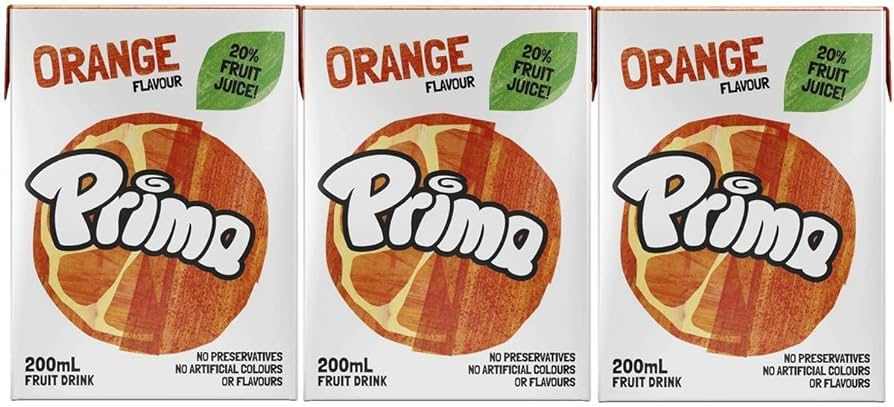 ORANGE
FLAVOUR
20%
FRUIT
JUICE!
Prima
200mL
FRUIT DRINK
NO PRESERVATIVES
NO ARTIFICIAL COLOURS
OR FLAVOURS
ORANGE
FLAVOUR
20%
FRUIT
JUICE!
Prima
200mL
FRUIT DRINK
NO PRESERVATIVES
NO ARTIFICIAL COLOURS
OR FLAVOURS
ORANGE
FLAVOUR
20%
FRUIT
JUICE!
Prima
200mL
FRUIT DRINK
NO PRESERVATIVES
NO ARTIFICIAL COLOURS
OR FLAVOURS